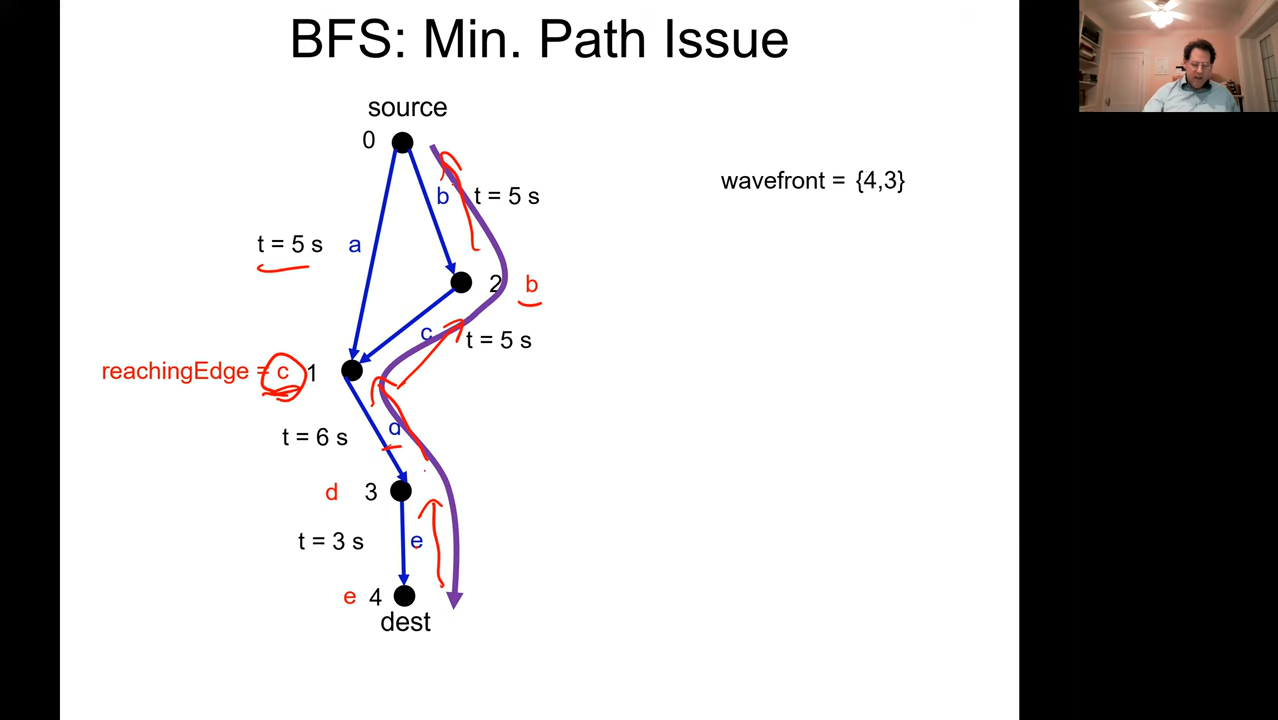 BFS: Min. Path Issue
source
0
wavefront = {4,3}
b
t = 5 s
t = 5 s
a
2
b
c
t = 5 s
reachingEdge = c
1
d
t = 6 s
d
3
t = 3 s
e
e
4
dest